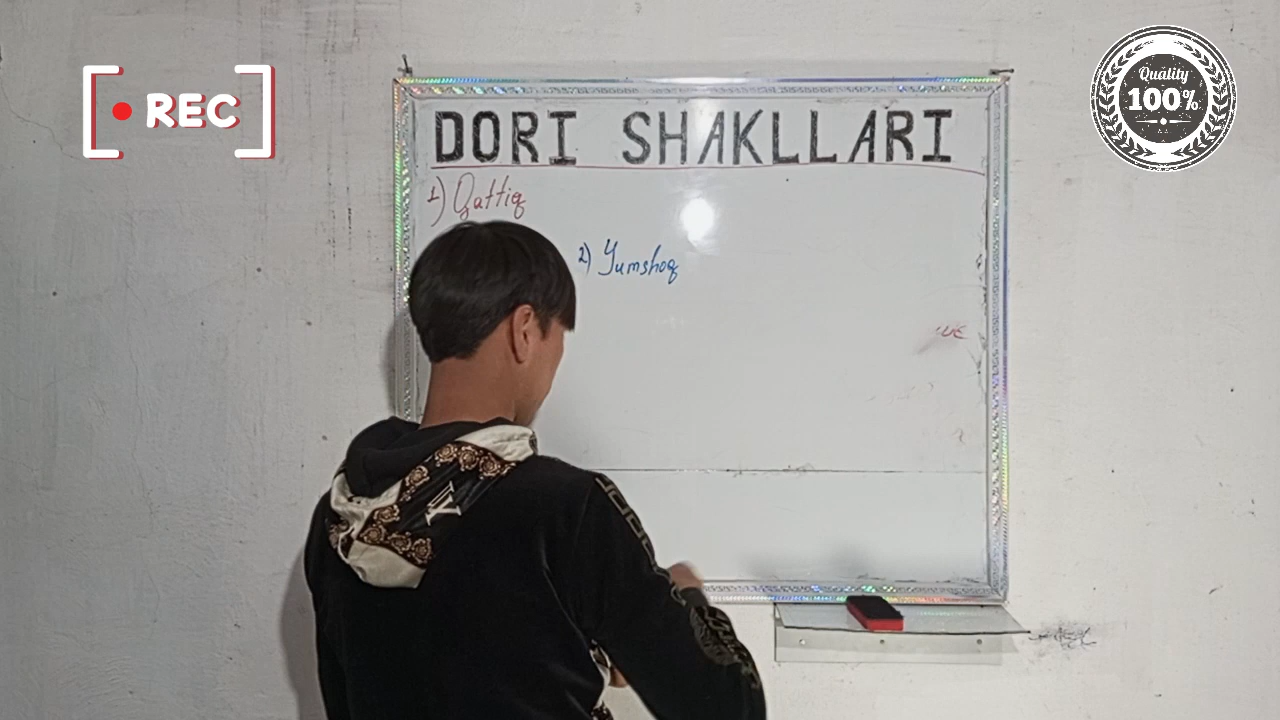 REC
Quality
100%
DORI SHAKLLARI
1) Qattiq
2) Yumshoq